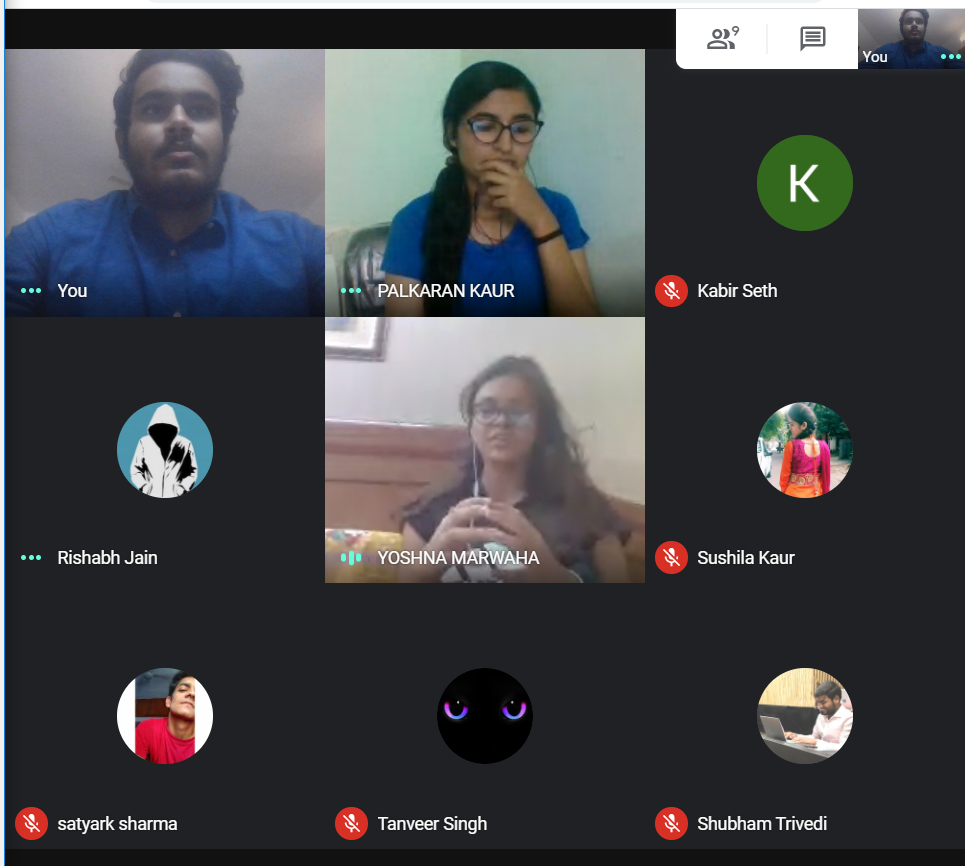 9
You
You
PALKARAN KAUR
K
Kabir Seth
Rishabh Jain
YOSHNA MARWAHA
Sushila Kaur
satyark sharma
Tanveer Singh
Shubham Trivedi